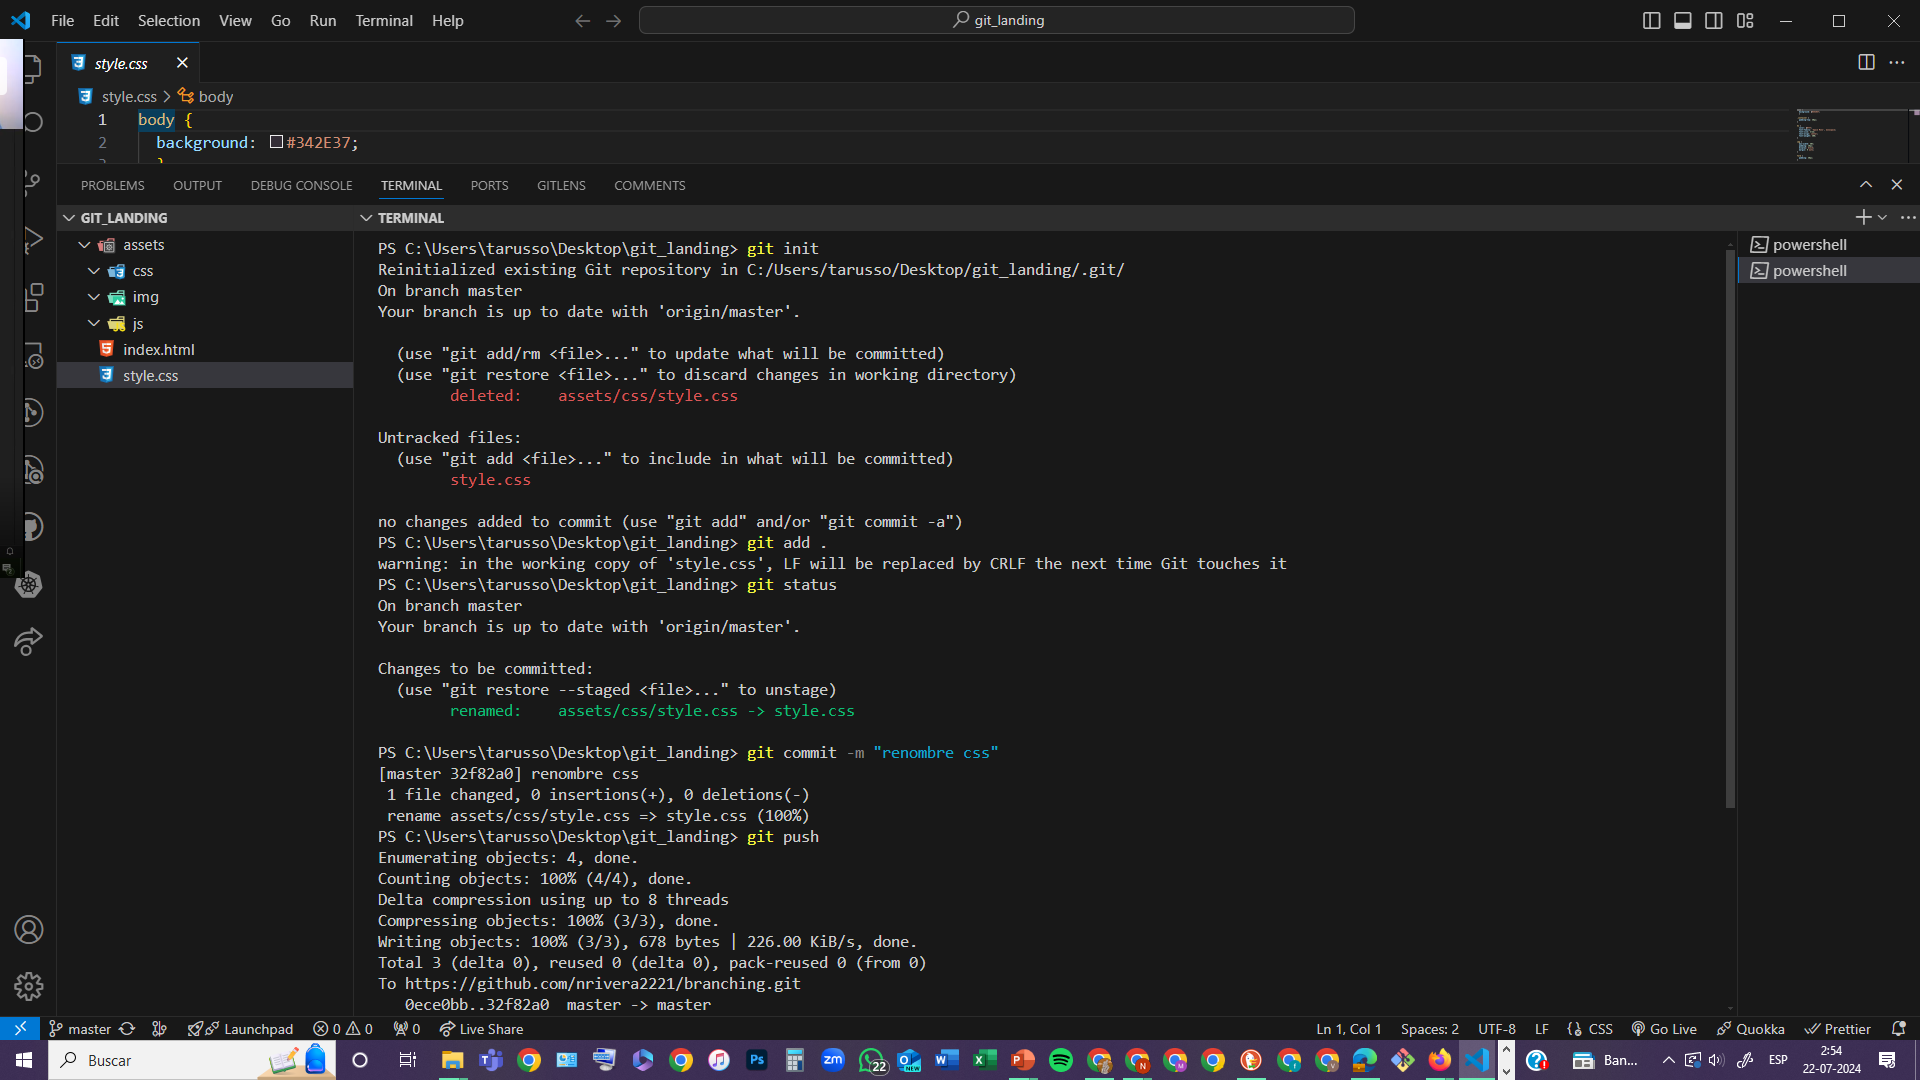 File Edit Selection View Go Run Terminal Help
git_landing
style.css
style.css > body
1 body {
2 background: #342E37;
PROBLEMS OUTPUT DEBUG CONSOLE TERMINAL PORTS GITLENS COMMENTS
GIT_LANDING
assets
css
img
js
index.html
style.css
TERMINAL
PS C:\Users\tarusso\Desktop\git_landing> git init
Reinitialized existing Git repository in C:/Users/tarusso/Desktop/git_landing/.git/
On branch master
Your branch is up to date with 'origin/master'.
(use "git add/rm <file>..." to update what will be committed)
(use "git restore <file>..." to discard changes in working directory)
deleted: assets/css/style.css
Untracked files:
(use "git add <file>..." to include in what will be committed)
style.css
no changes added to commit (use "git add" and/or "git commit -a")
PS C:\Users\tarusso\Desktop\git_landing> git add .
warning: in the working copy of 'style.css', LF will be replaced by CRLF the next time Git touches it
PS C:\Users\tarusso\Desktop\git_landing> git status
On branch master
Your branch is up to date with 'origin/master'.
Changes to be committed:
(use "git restore --staged <file>..." to unstage)
renamed: assets/css/style.css -> style.css
PS C:\Users\tarusso\Desktop\git_landing> git commit -m "renombre css"
[master 32f82a0] renombre css
1 file changed, 0 insertions(+), 0 deletions(-)
rename assets/css/style.css => style.css (100%)
PS C:\Users\tarusso\Desktop\git_landing> git push
Enumerating objects: 4, done.
Counting objects: 100% (4/4), done.
Delta compression using up to 8 threads
Compressing objects: 100% (3/3), done.
Writing objects: 100% (3/3), 678 bytes | 226.00 KiB/s, done.
Total 3 (delta 0), reused 0 (delta 0), pack-reused 0 (from 0)
To https://github.com/nrivera2221/branching.git
0ece0bb..32f82a0 master -> master
powershell
powershell
master Launchpad 0 0 0 Live Share
Ln 1, Col 1 Spaces: 2 UTF-8 LF CSS Go Live Quokka Prettier
Buscar
22
Ban...
ESP
2:54
22-07-2024